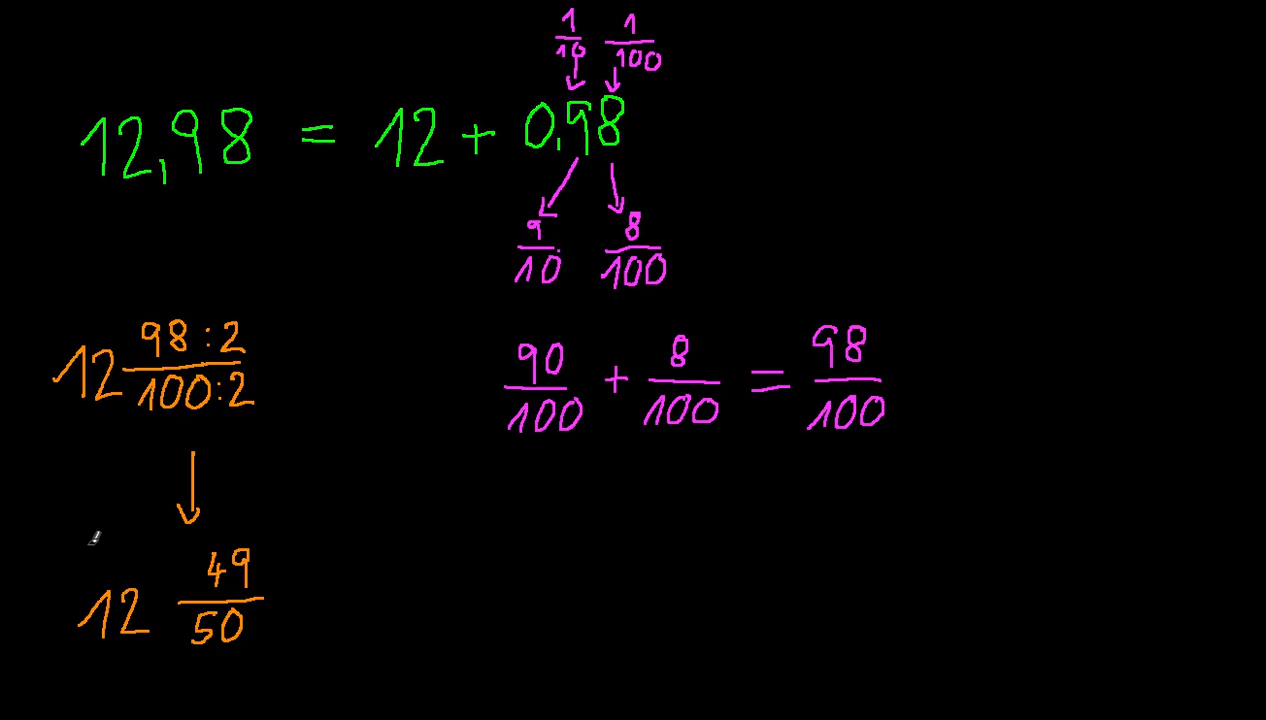 1/10 1/100
12,98 = 12 + 0,98
9/10 8/100
12 98:2/100:2
90/100 + 8/100 = 98/100
12 49/50